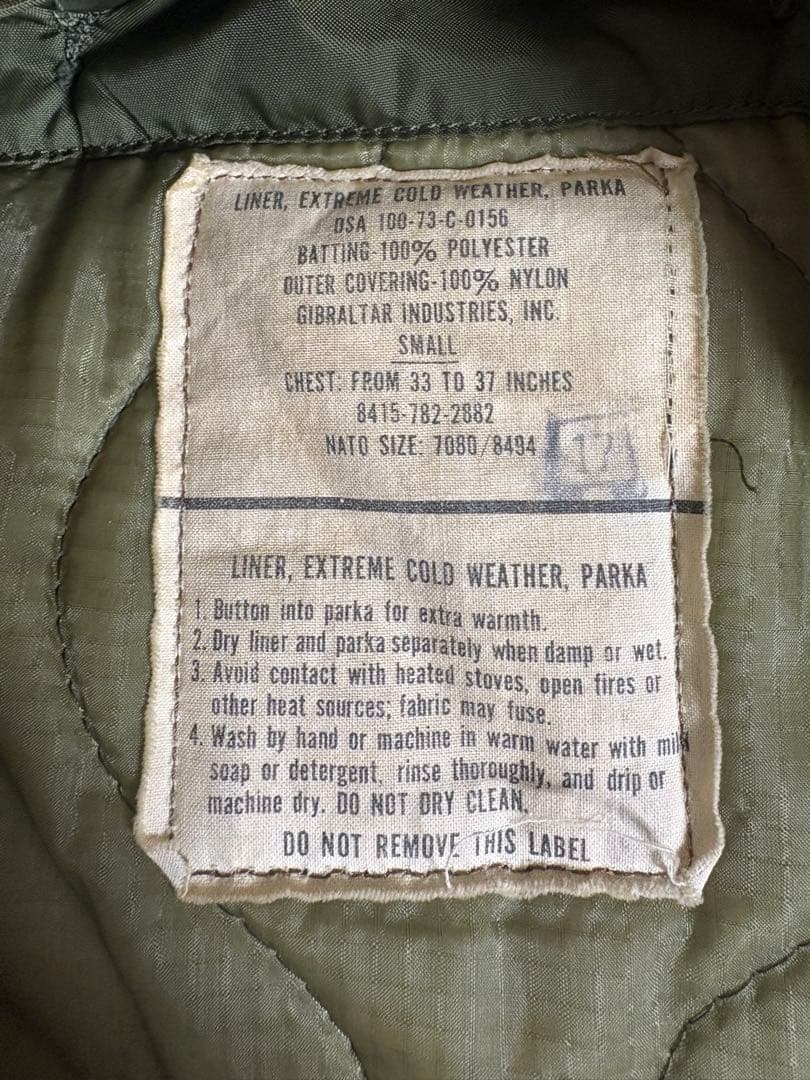 LINER, EXTREME COLD WEATHER, PARKA
DSA 100-73-C-0156
BATTING-100% POLYESTER
OUTER COVERING-100% NYLON
GIBRALTAR INDUSTRIES, INC.
SMALL
CHEST: FROM 33 TO 37 INCHES
8415-782-2882
NATO SIZE: 7080/8494
17
LINER, EXTREME COLD WEATHER, PARKA
1. Button into parka for extra warmth.
2. Dry liner and parka separately when damp or wet.
3. Avoid contact with heated stoves, open fires or
other heat sources; fabric may fuse.
4. Wash by hand or machine in warm water with mild
soap or detergent, rinse thoroughly, and drip or
machine dry. DO NOT DRY CLEAN.
DO NOT REMOVE THIS LABEL